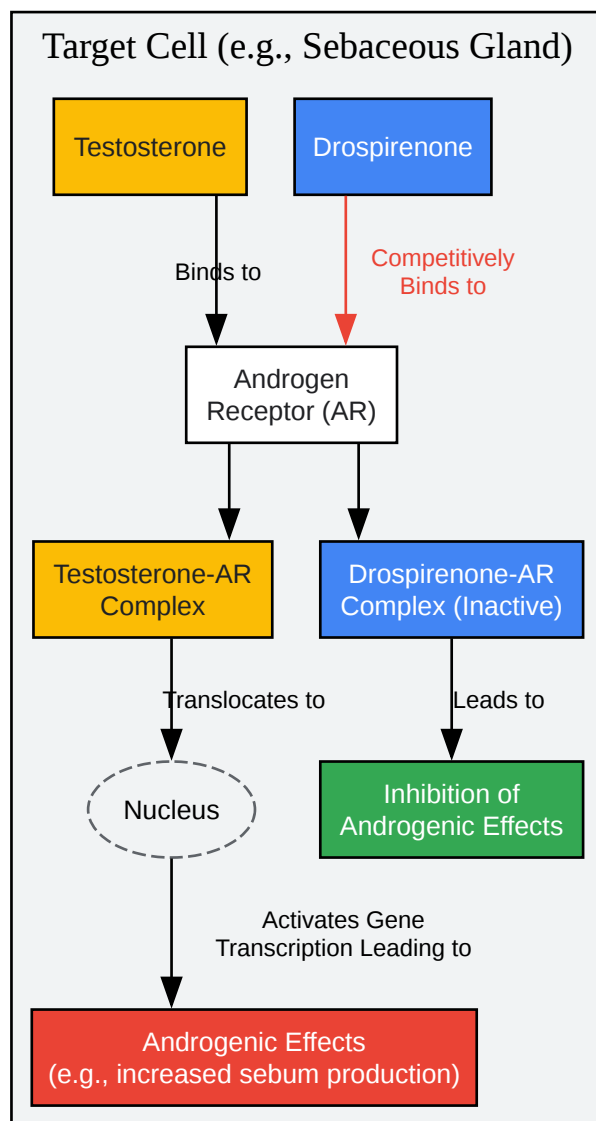 Target Cell (e.g., Sebaceous Gland)
Testosterone
Drospirenone
Binds to
Competitively
Binds to
Androgen
Receptor (AR)
Testosterone-AR
Complex
Drospirenone-AR
Complex (Inactive)
Translocates to
Leads to
Nucleus
Inhibition of
Androgenic Effects
Activates Gene
Transcription Leading to
Androgenic Effects
(e.g., increased sebum production)